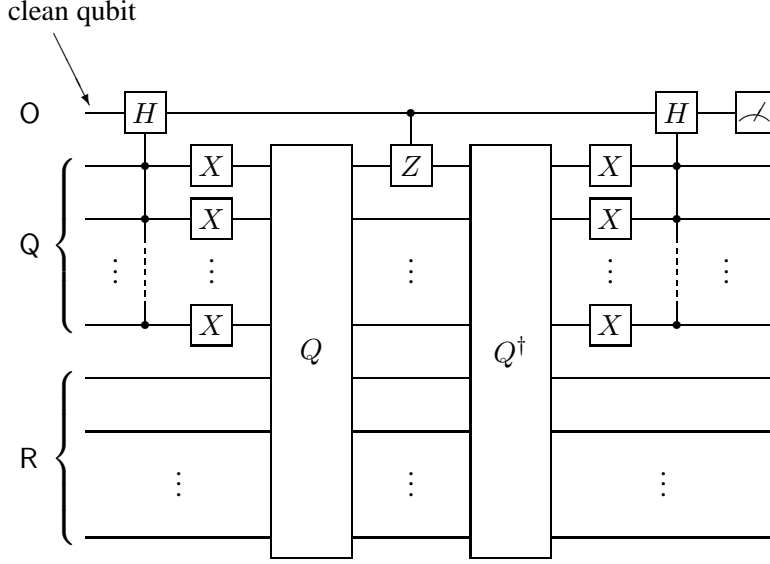 clean qubit
O H H
X Z X
Q X X
⋮ ⋮ ⋮ ⋮ ⋮
X X
Q Q†
R
⋮ ⋮ ⋮